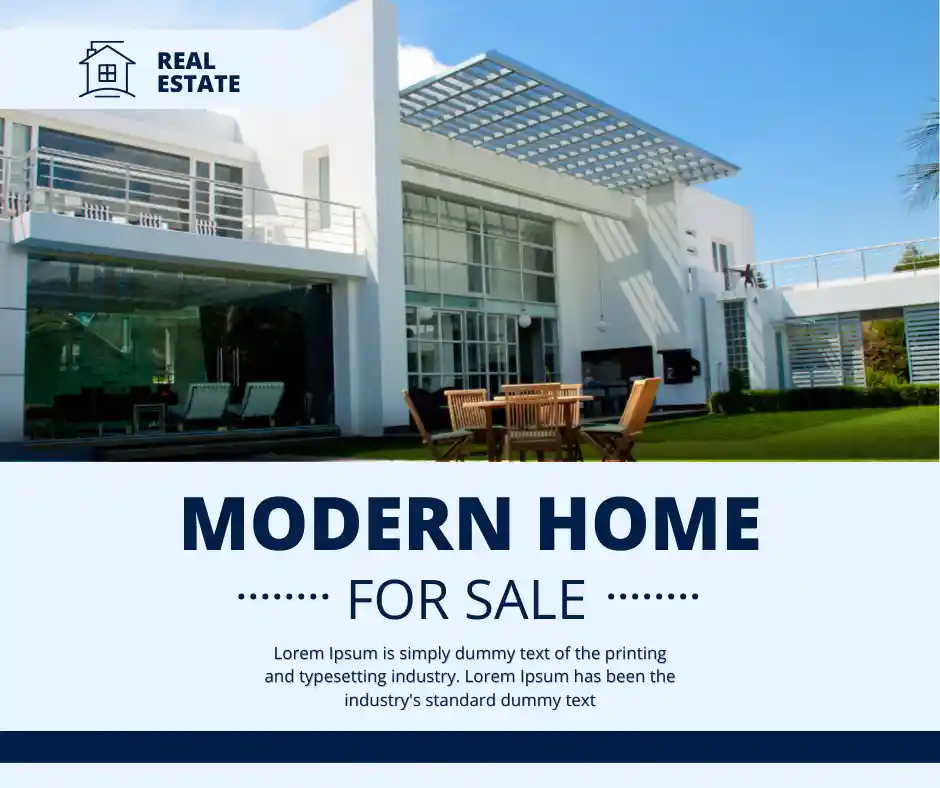 REAL
ESTATE
MODERN HOME
FOR SALE
Lorem Ipsum is simply dummy text of the printing
and typesetting industry. Lorem Ipsum has been the
industry's standard dummy text